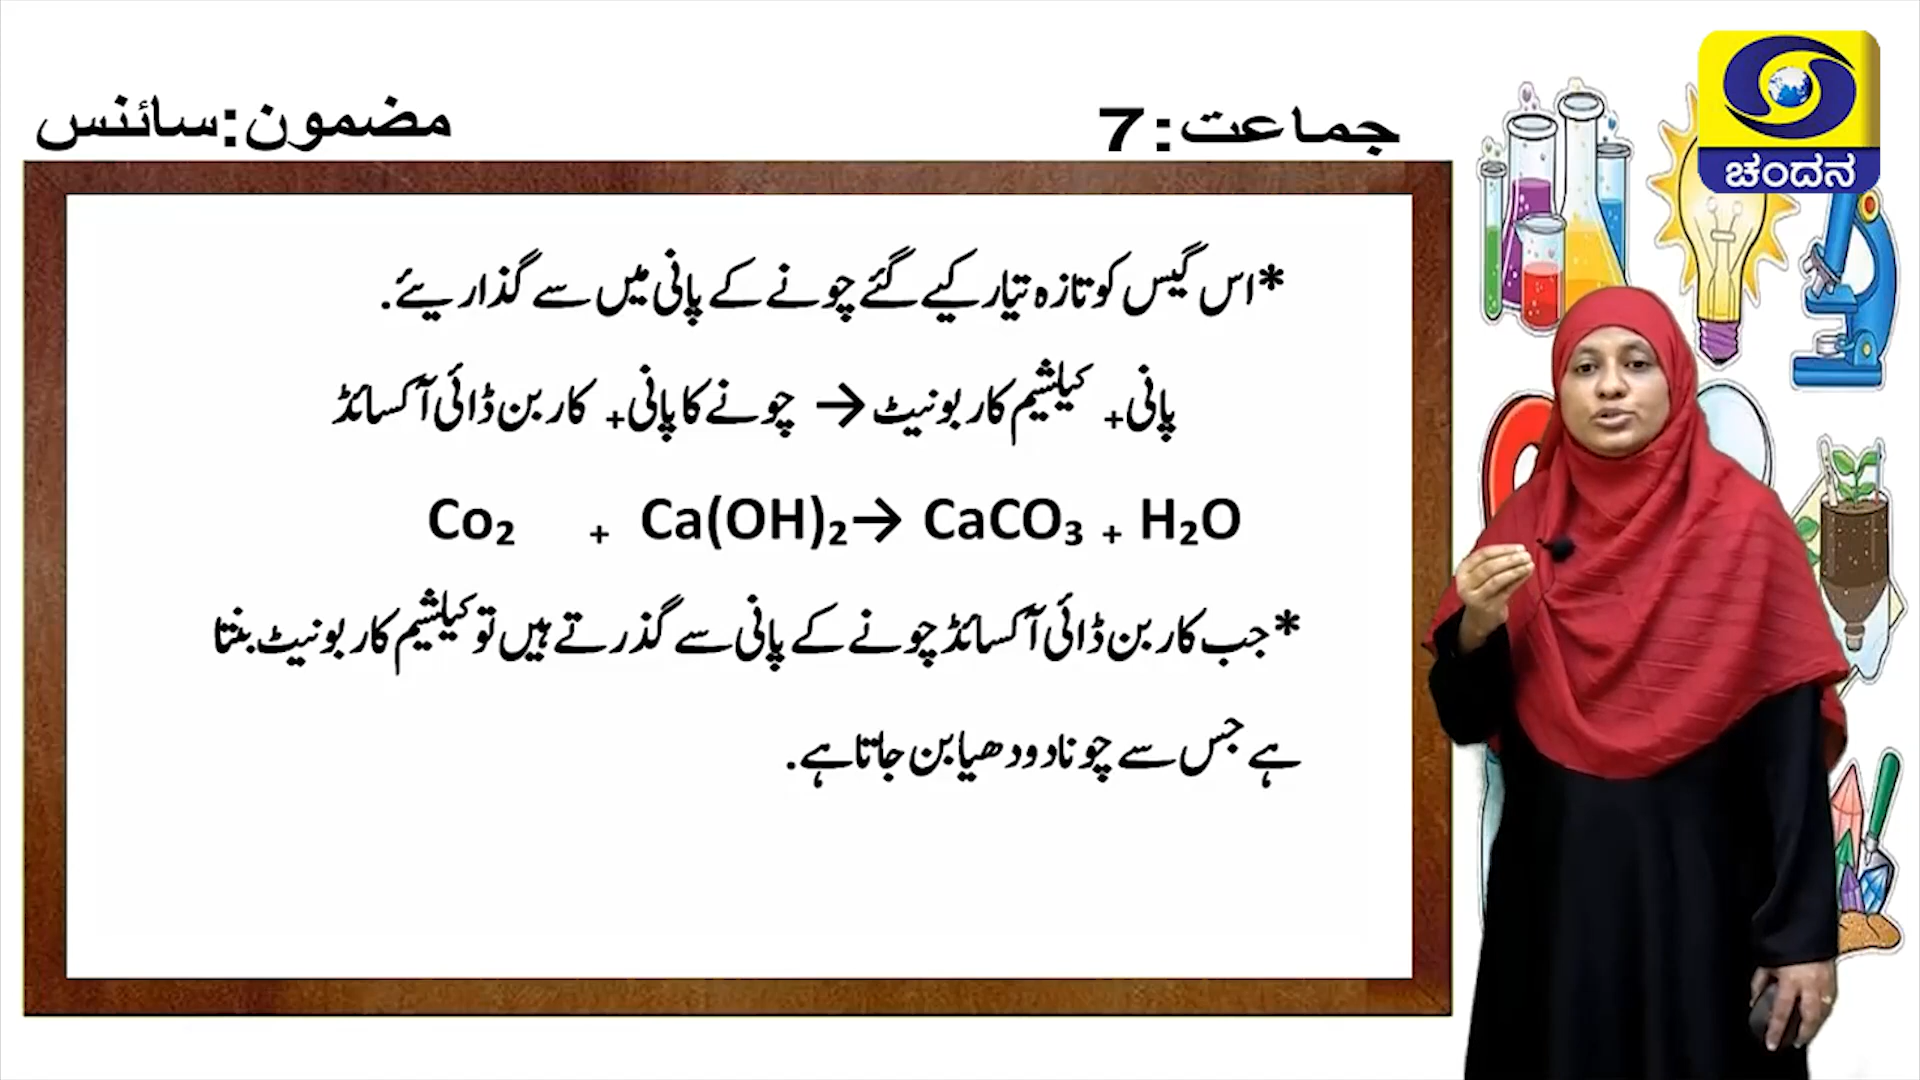 جماعت:7
مضمون:سائنس
ಚಂದನ
*اس گیس کو تازہ تیار کیے گئے چونے کے پانی میں سے گذاریئے.
کاربن ڈائی آکسائڈ + چونے کا پانی → کیلشیم کاربونیٹ + پانی
Co₂ + Ca(OH)₂→ CaCO₃ + H₂O
*جب کاربن ڈائی آکسائڈ چونے کے پانی سے گذرتے ہیں تو کیلشیم کاربونیٹ بنتا
ہے جس سے چونا دودھیا بن جاتا ہے.